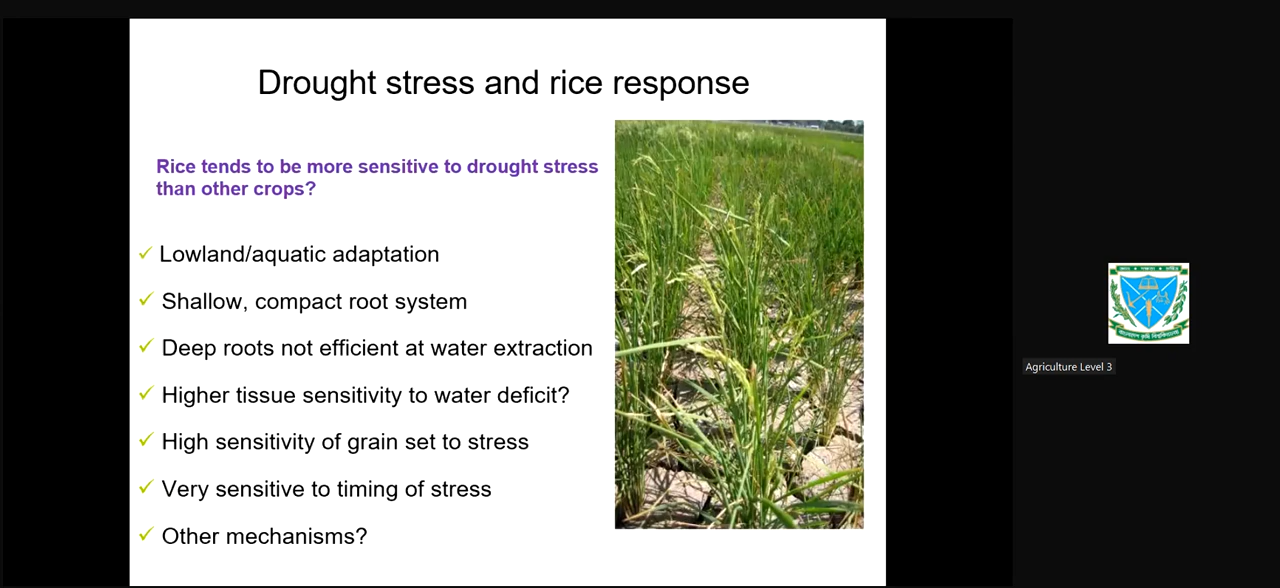 Drought stress and rice response
Rice tends to be more sensitive to drought stress
than other crops?
✓ Lowland/aquatic adaptation
✓ Shallow, compact root system
✓ Deep roots not efficient at water extraction
✓ Higher tissue sensitivity to water deficit?
✓ High sensitivity of grain set to stress
✓ Very sensitive to timing of stress
✓ Other mechanisms?
Agriculture Level 3